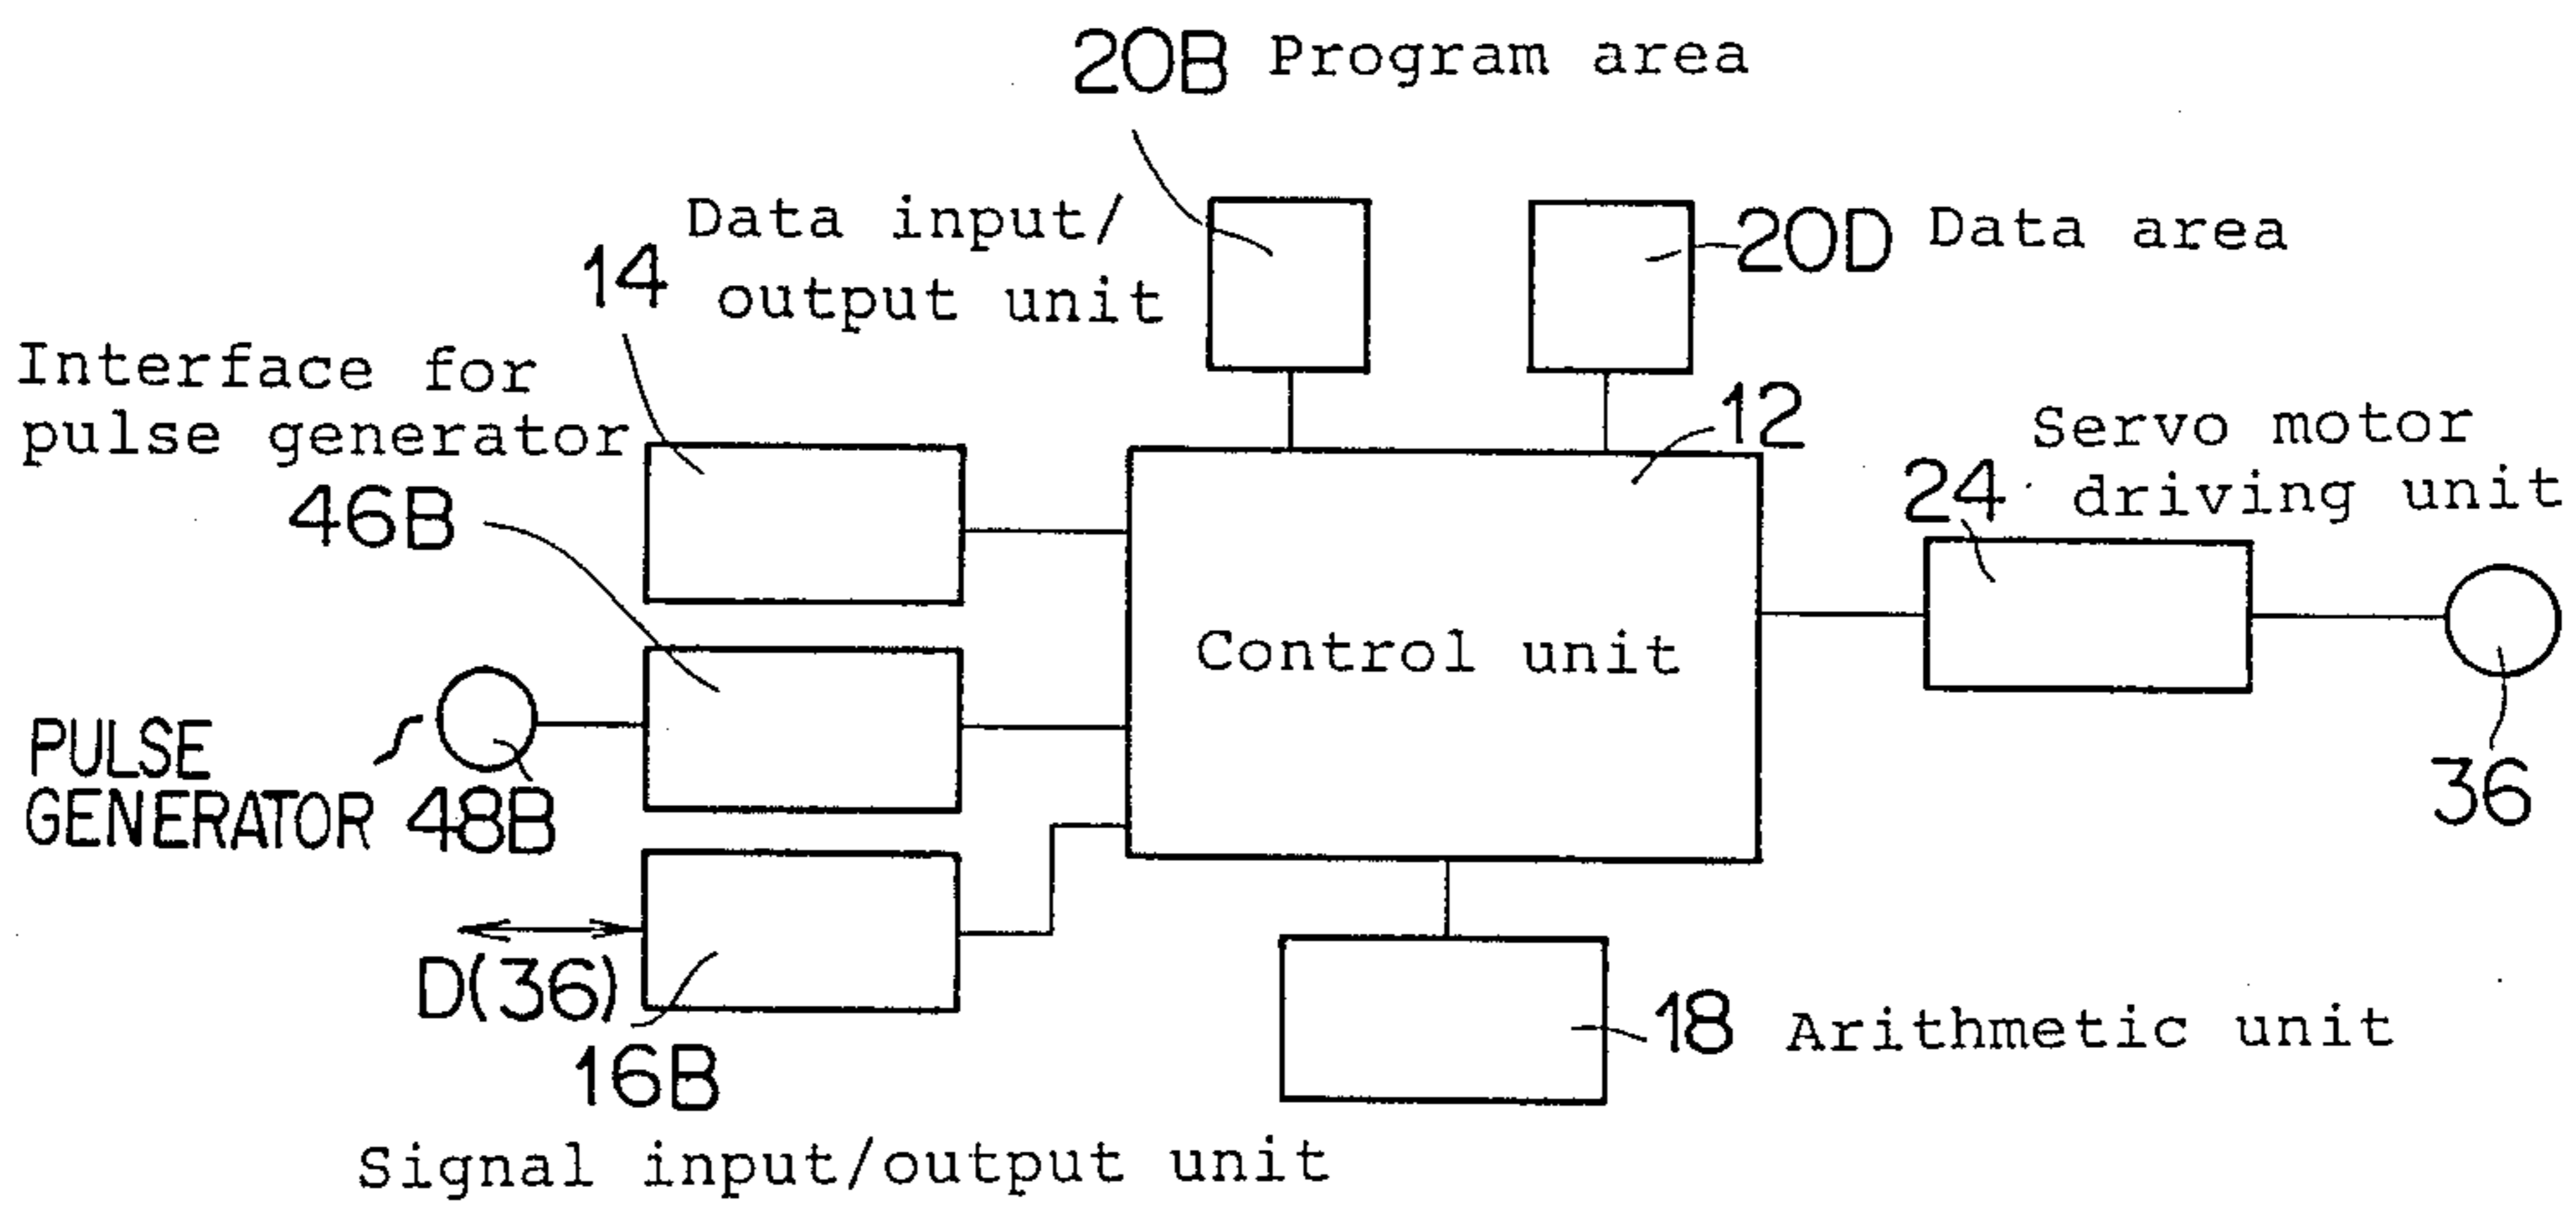 20B Program area
Data input/
output unit
14
20D Data area
Interface for
pulse generator
46B
12
Servo motor
driving unit
24
Control unit
PULSE
GENERATOR 48B
36
D(36)
16B
18 Arithmetic unit
Signal input/output unit